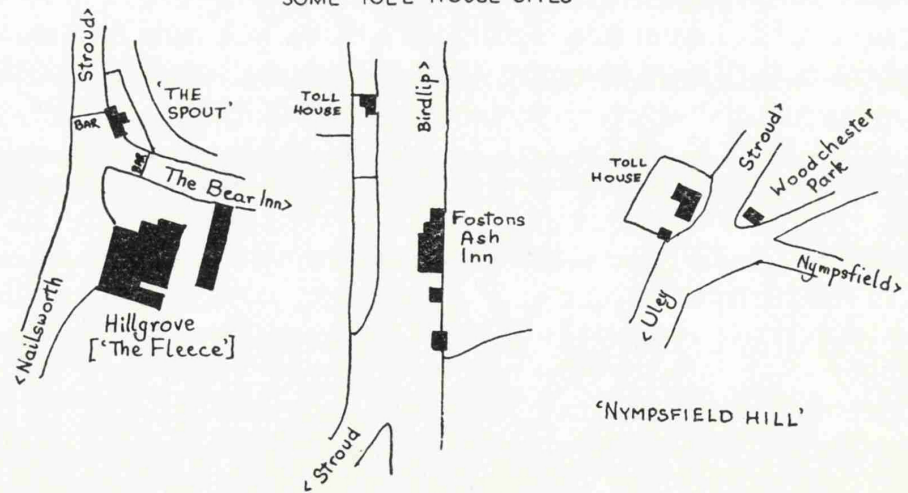 SOME TOLL HOUSE SITES
Stroud>
'THE
SPOUT'
BAR
BAR
The Bear Inn>
<Nailsworth
Hillgrove
['The Fleece']
TOLL
HOUSE
Birdlip>
Fostons
Ash
Inn
<Stroud
TOLL
HOUSE
Stroud>
Woodchester
Park
Nympsfield>
<Uley
'NYMPSFIELD HILL'